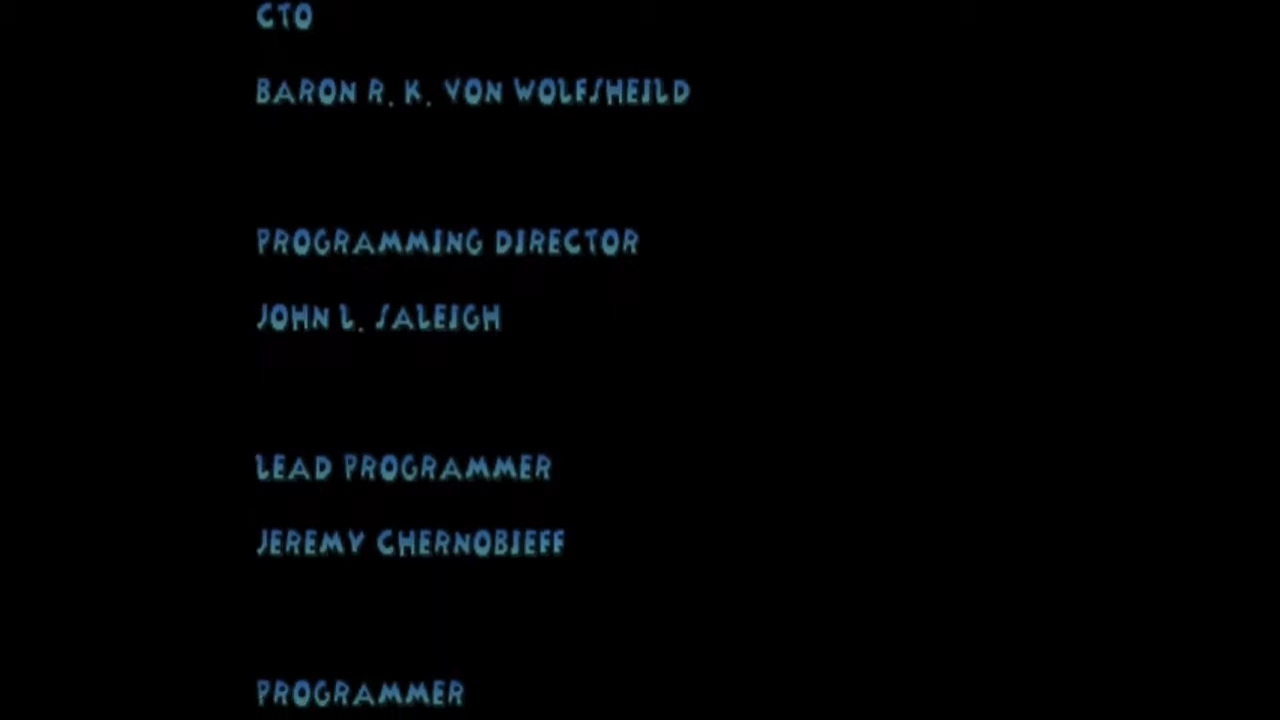 CTO
BARON R. K. VON WOLFSHEILD
PROGRAMMING DIRECTOR
JOHN L. SALEIGH
LEAD PROGRAMMER
JEREMY CHERNOBIEFF
PROGRAMMER